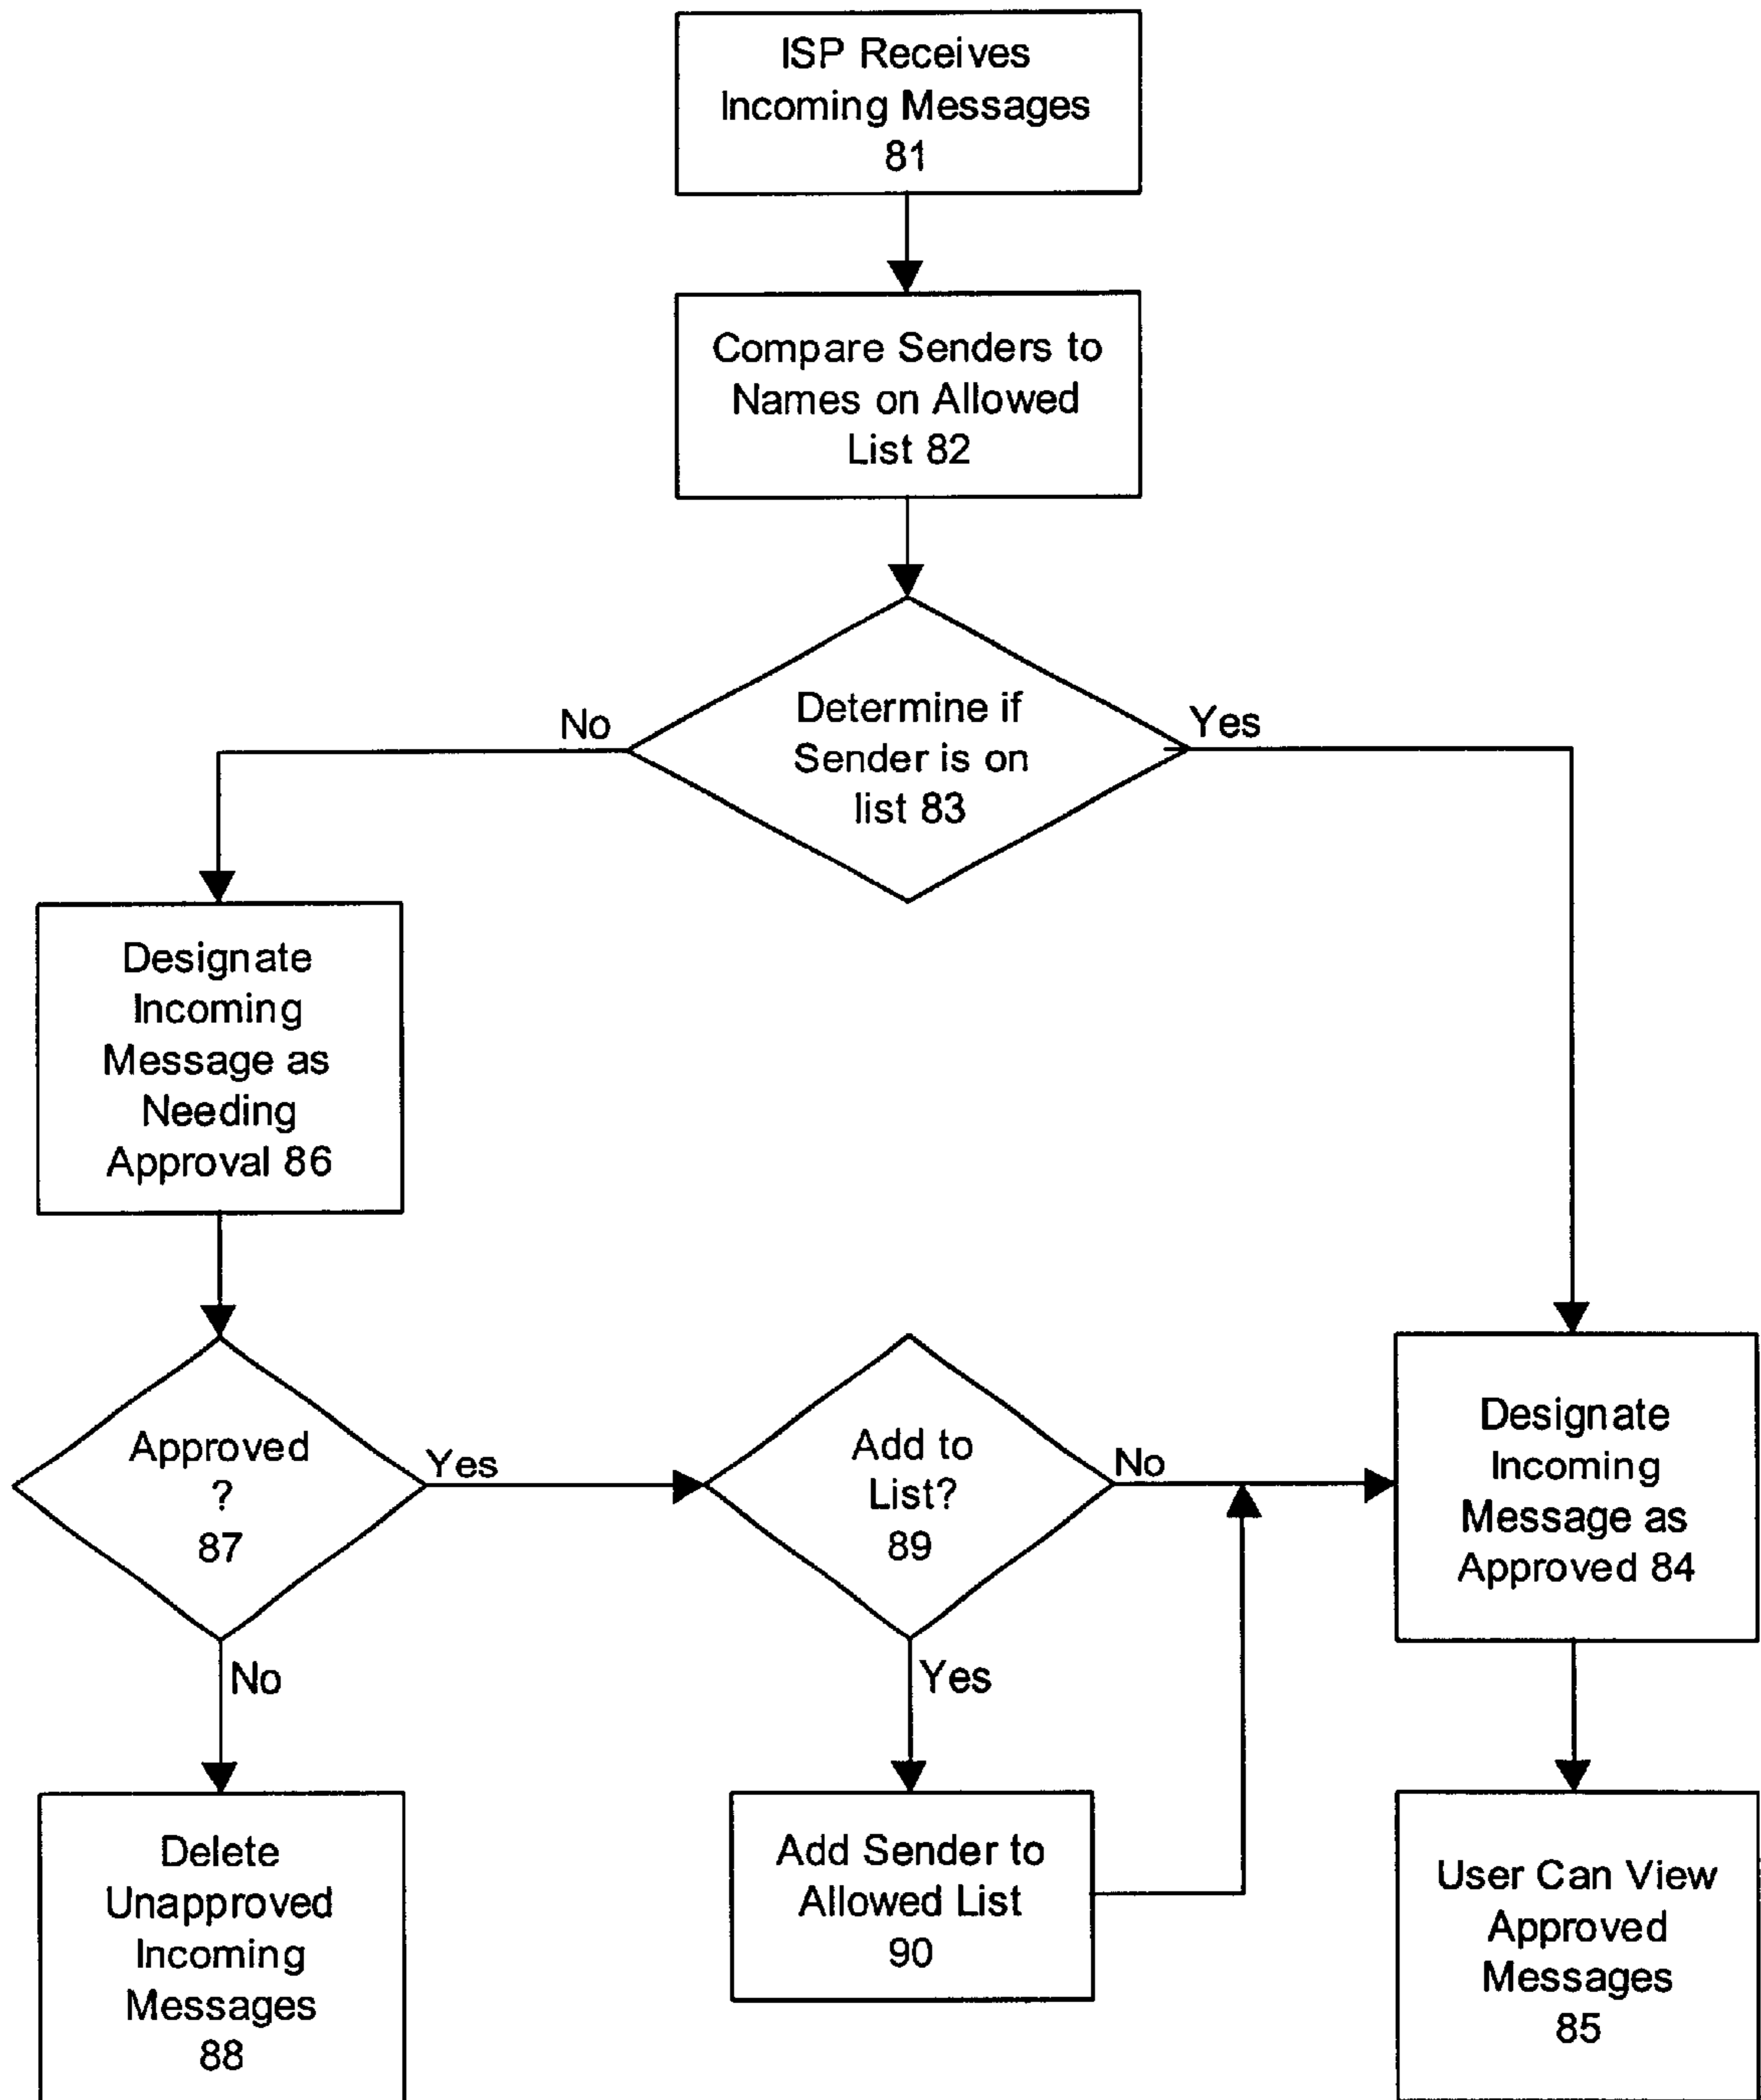 ISP Receives
Incoming Messages
81
Compare Senders to
Names on Allowed
List 82
No
Determine if
Sender is on
list 83
Yes
Designate
Incoming
Message as
Needing
Approval 86
Approved
?
87
Yes
No
Add to
List?
89
No
Yes
Designate
Incoming
Message as
Approved 84
Delete
Unapproved
Incoming
Messages
88
Add Sender to
Allowed List
90
User Can View
Approved
Messages
85